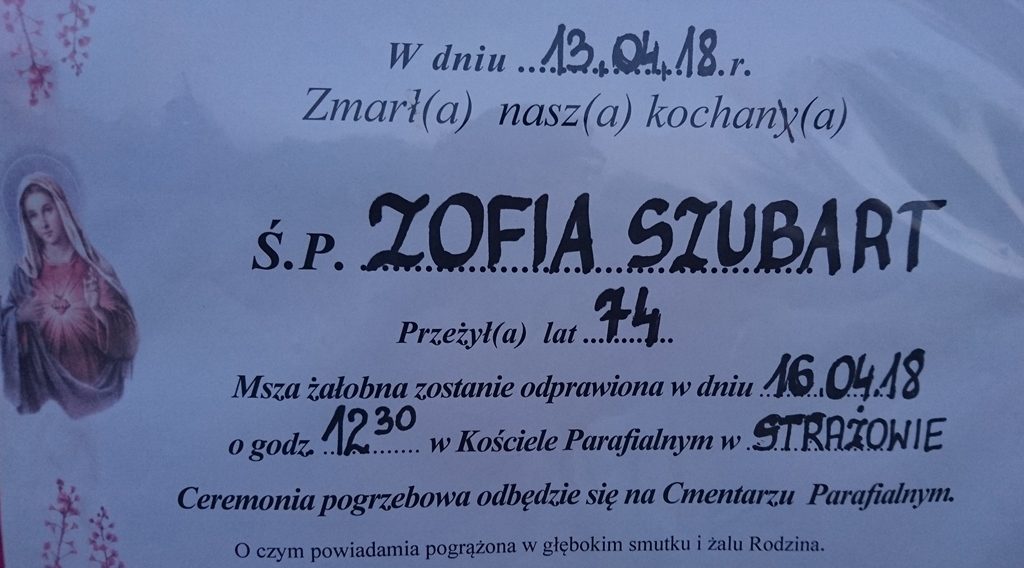 W dniu ...13.04.18.r.
Zmarł(a) nasz(a) kochany(a)
Ś.P. ZOFIA SZUBART
Przeżył(a) lat ...74...
Msza żałobna zostanie odprawiona w dniu ..16.04.18
o godz. ..12³⁰...... w Kościele Parafialnym w .STRAŻOWIE
Ceremonia pogrzebowa odbędzie się na Cmentarzu Parafialnym.
O czym powiadamia pogrążona w głębokim smutku i żalu Rodzina.